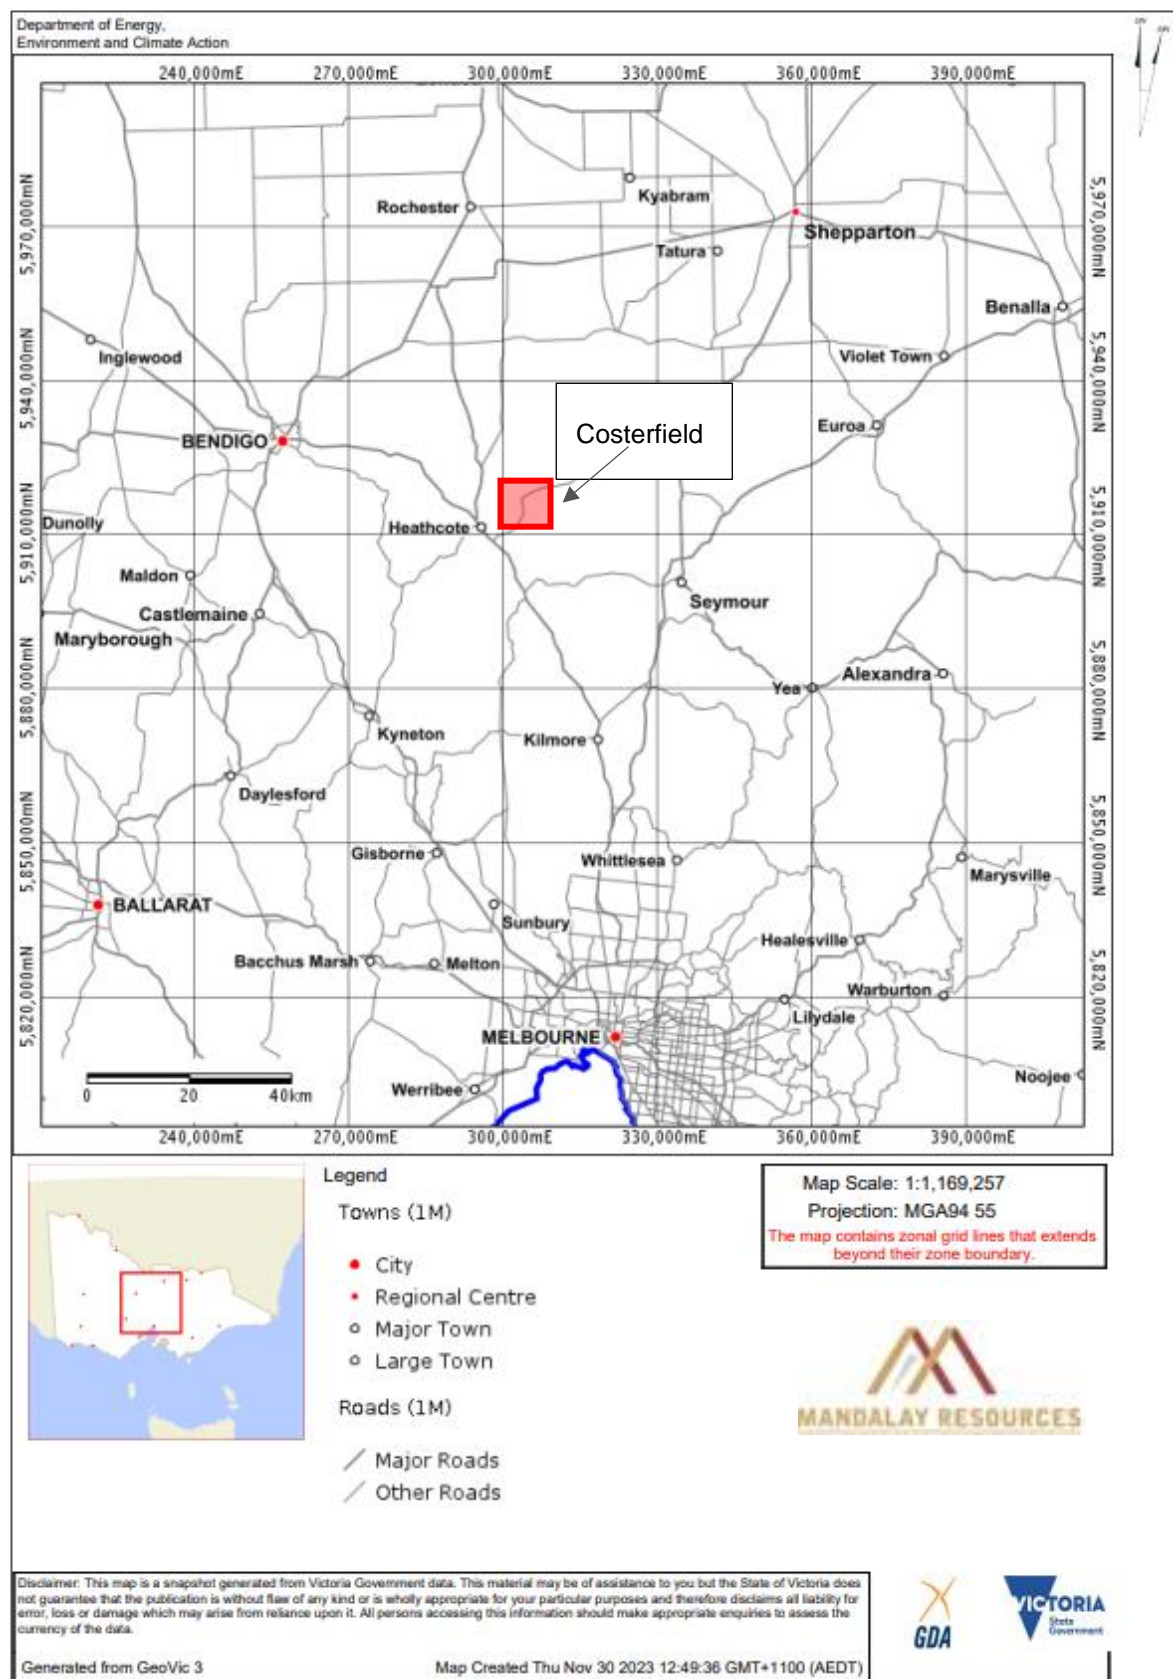 Department of Energy,
Environment and Climate Action
240,000mE 270,000mE 300,000mE 330,000mE 360,000mE 390,000mE
5,970,000mN
5,970,000mN
Kyabram
Rochester
Shepparton
Tatura
Benalla
Inglewood
Violet Town
5,940,000mN
5,940,000mN
Costerfield
Euroa
BENDIGO
5,910,000mN
5,910,000mN
Dunolly
Heathcote
Maldon
Seymour
Castlemaine
Maryborough
Alexandra
Yea
5,880,000mN
5,880,000mN
Kyneton
Kilmore
Daylesford
5,850,000mN
5,850,000mN
Gisborne
Whittlesea
Marysville
BALLARAT
Sunbury
Healesville
Bacchus Marsh
Melton
Warburton
5,820,000mN
5,820,000mN
Lilydale
MELBOURNE
Noojee
Werribee
0 20 40km
240,000mE 270,000mE 300,000mE 330,000mE 360,000mE 390,000mE
Legend
Towns (1M)
City
Regional Centre
Major Town
Large Town
Roads (1M)
Major Roads
Other Roads
Map Scale: 1:1,169,257
Projection: MGA94 55
The map contains zonal grid lines that extends
beyond their zone boundary.
MANDALAY RESOURCES
Disclaimer: This map is a snapshot generated from Victoria Government data. This material may be of assistance to you but the State of Victoria does
not guarantee that the publication is without flaw of any kind or is wholly appropriate for your particular purposes and therefore disclaims all liability for
error, loss or damage which may arise from reliance upon it. All persons accessing this information should make appropriate enquiries to assess the
currency of the data.
Generated from GeoVic 3 Map Created Thu Nov 30 2023 12:49:36 GMT+1100 (AEDT)
GDA
VICTORIA
State
Government